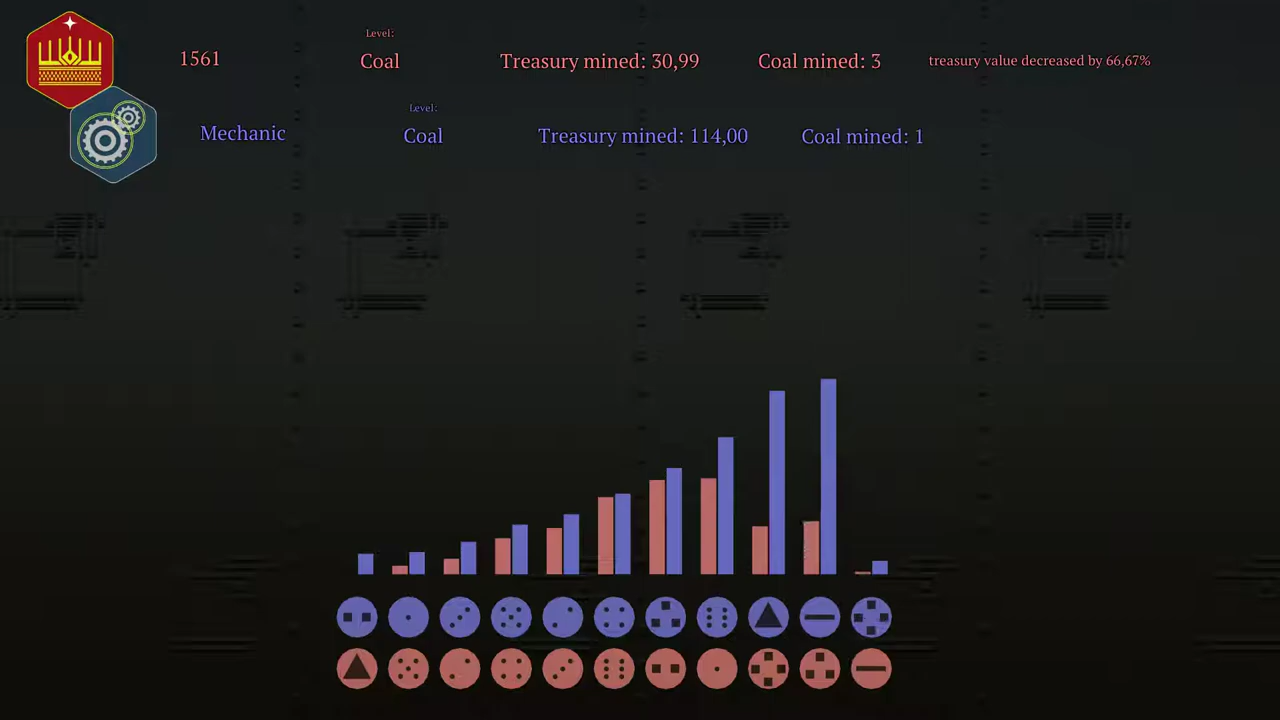 Level:
1561 Coal Treasury mined: 30,99 Coal mined: 3 treasury value decreased by 66,67%
Level:
Mechanic Coal Treasury mined: 114,00 Coal mined: 1